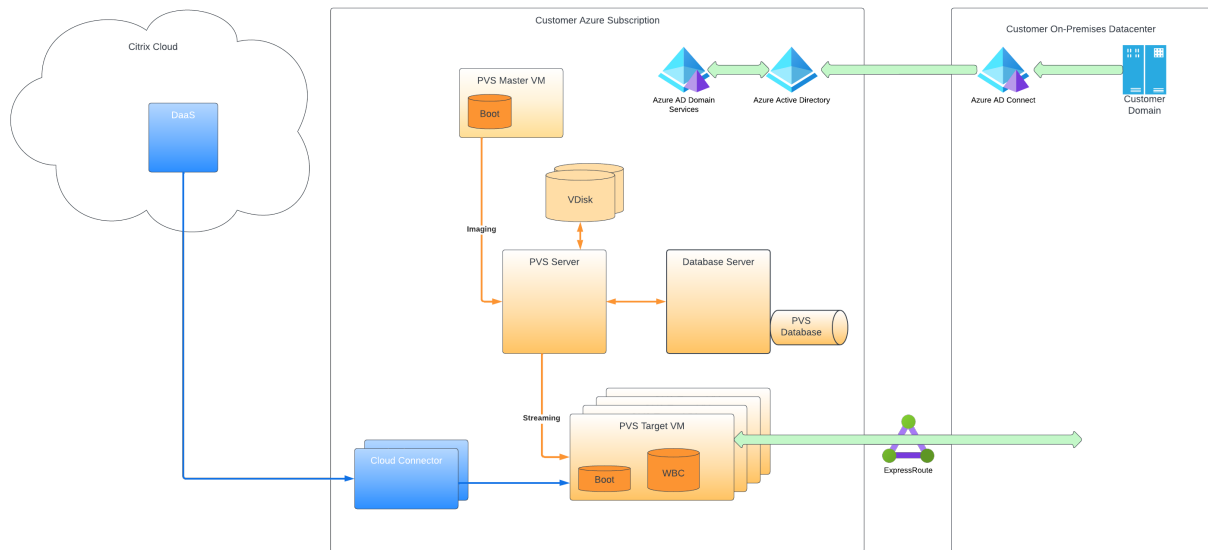 Citrix Cloud
DaaS
Customer Azure Subscription
Customer On-Premises Datacenter
PVS Master VM
Boot
Azure AD Domain
Services
Azure Active Directory
Azure AD Connect
Customer
Domain
VDisk
Imaging
PVS Server
Database Server
PVS
Database
Streaming
PVS Target VM
Boot
WBC
Cloud Connector
ExpressRoute